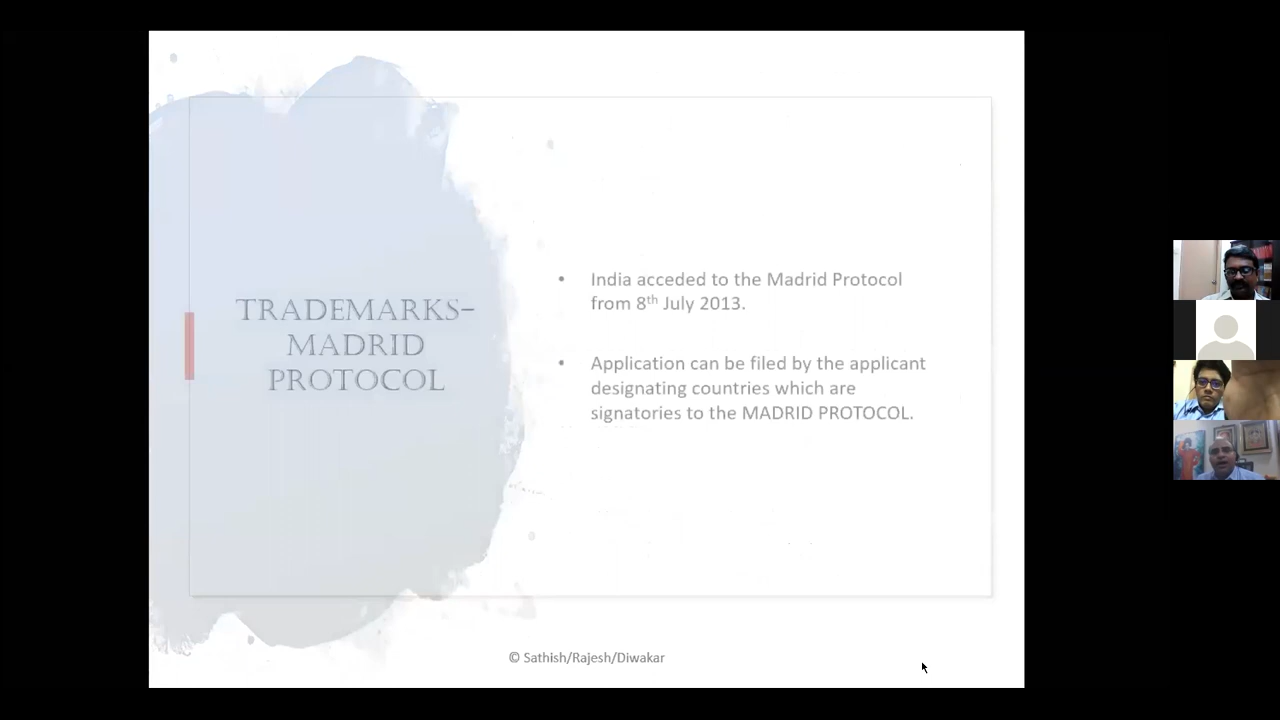 TRADEMARKS-
MADRID
PROTOCOL
• India acceded to the Madrid Protocol
from 8th July 2013.
• Application can be filed by the applicant
designating countries which are
signatories to the MADRID PROTOCOL.
© Sathish/Rajesh/Diwakar